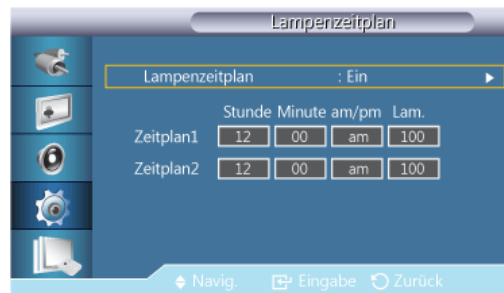 Lampenzeitplan
Lampenzeitplan : Ein
Stunde Minute am/pm Lam.
Zeitplan1 12 00 am 100
Zeitplan2 12 00 am 100
Navig. Eingabe Zurück